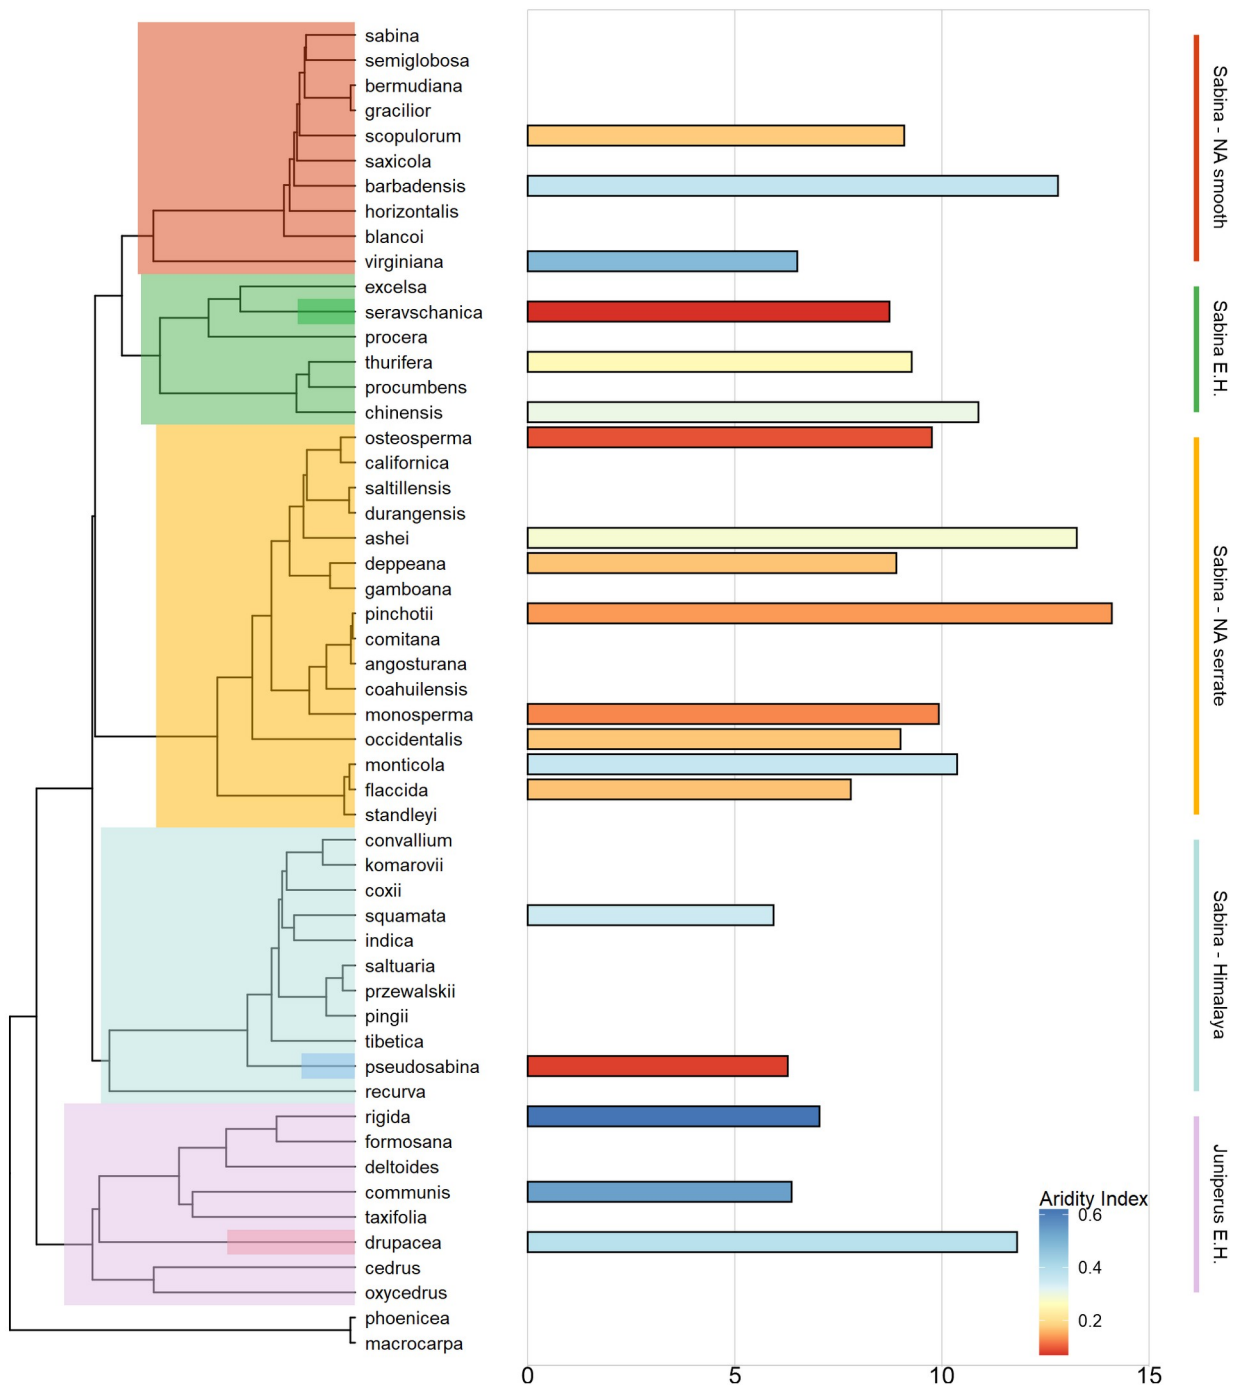 sabina
semiglobosa
bermudiana
gracilior
scopulorum
saxicola
barbadensis
horizontalis
blancoi
virginiana
excelsa
seravschanica
procera
thurifera
procumbens
chinensis
osteosperma
californica
saltillensis
durangensis
ashei
deppeana
gamboana
pinchotii
comitana
angosturana
coahuilensis
monosperma
occidentalis
monticola
flaccida
standleyi
convallium
komarovii
coxii
squamata
indica
saltuaria
przewalskii
pingii
tibetica
pseudosabina
recurva
rigida
formosana
deltoides
communis
taxifolia
drupacea
cedrus
oxycedrus
phoenicea
macrocarpa
Sabina - NA smooth
Sabina E.H.
Sabina - NA serrate
Sabina - Himalaya
Juniperus E.H.
Aridity Index
0.6
0.4
0.2
0 5 10 15